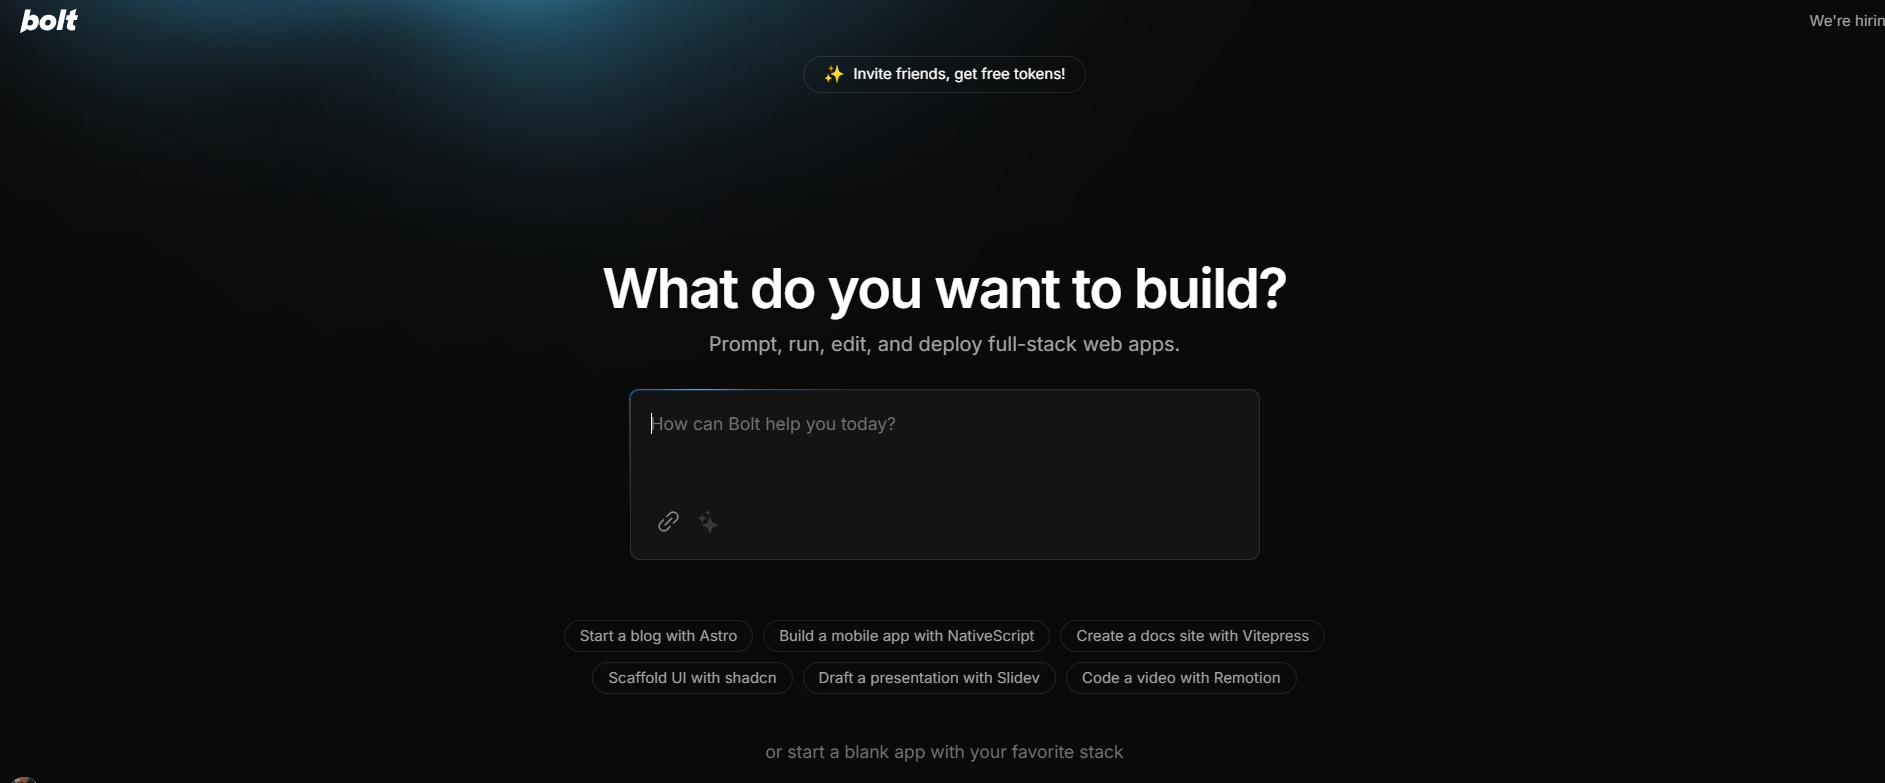 bolt
We're hirin
✨ Invite friends, get free tokens!
What do you want to build?
Prompt, run, edit, and deploy full-stack web apps.
How can Bolt help you today?
Start a blog with Astro
Build a mobile app with NativeScript
Create a docs site with Vitepress
Scaffold UI with shadcn
Draft a presentation with Slidev
Code a video with Remotion
or start a blank app with your favorite stack